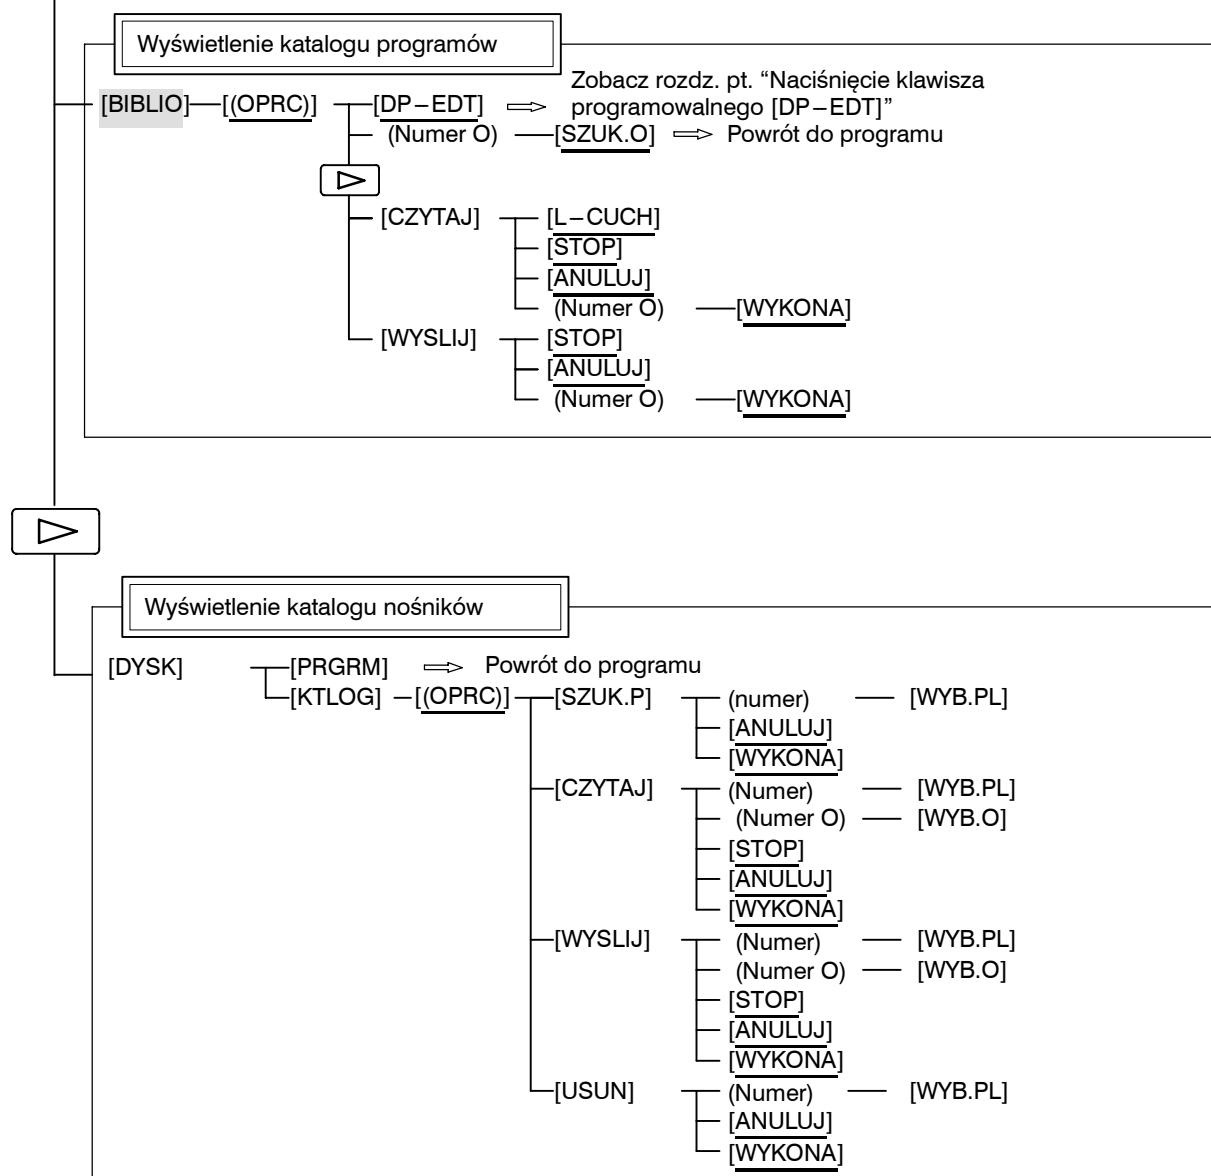 Wyświetlenie katalogu programów
Zobacz rozdz. pt. “Naciśnięcie klawisza
[BIBLIO] [(OPRC)] [DP–EDT] programowalnego [DP–EDT]”
(Numer O) [SZUK.O] Powrót do programu
[CZYTAJ] [L–CUCH]
[STOP]
[ANULUJ]
(Numer O) [WYKONA]
[WYSLIJ] [STOP]
[ANULUJ]
(Numer O) [WYKONA]
Wyświetlenie katalogu nośników
[DYSK] [PRGRM] Powrót do programu
[KTLOG] [(OPRC)] [SZUK.P] (numer) [WYB.PL]
[ANULUJ]
[WYKONA]
[CZYTAJ] (Numer) [WYB.PL]
(Numer O) [WYB.O]
[STOP]
[ANULUJ]
[WYKONA]
[WYSLIJ] (Numer) [WYB.PL]
(Numer O) [WYB.O]
[STOP]
[ANULUJ]
[WYKONA]
[USUN] (Numer) [WYB.PL]
[ANULUJ]
[WYKONA]